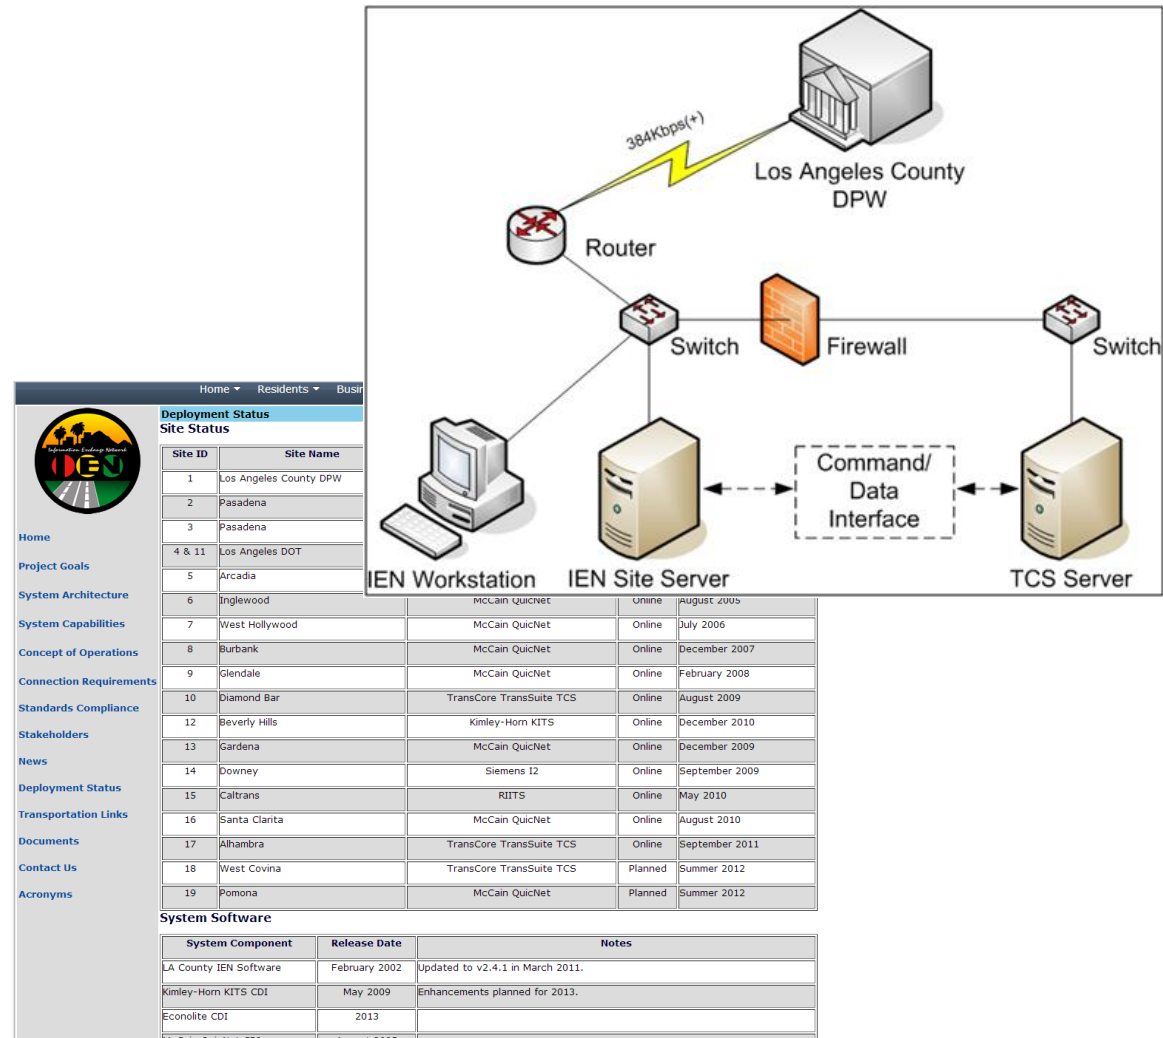 384Kbps(+)
Los Angeles County
DPW
Router
Switch
Firewall
Switch
Command/
Data
Interface
IEN Workstation
IEN Site Server
TCS Server
Home Residents
Information Exchange Network
IEN
Home
Project Goals
System Architecture
System Capabilities
Concept of Operations
Connection Requirements
Standards Compliance
Stakeholders
News
Deployment Status
Transportation Links
Documents
Contact Us
Acronyms
Deployment Status
Site Status
Site ID Site Name
1 Los Angeles County DPW
2 Pasadena
3 Pasadena
4 & 11 Los Angeles DOT
5 Arcadia
6 Inglewood McCain QuicNet Online August 2005
7 West Hollywood McCain QuicNet Online July 2006
8 Burbank McCain QuicNet Online December 2007
9 Glendale McCain QuicNet Online February 2008
10 Diamond Bar TransCore TransSuite TCS Online August 2009
12 Beverly Hills Kimley-Horn KITS Online December 2010
13 Gardena McCain QuicNet Online December 2009
14 Downey Siemens I2 Online September 2009
15 Caltrans RIITS Online May 2010
16 Santa Clarita McCain QuicNet Online August 2010
17 Alhambra TransCore TransSuite TCS Online September 2011
18 West Covina TransCore TransSuite TCS Planned Summer 2012
19 Pomona McCain QuicNet Planned Summer 2012
System Software
System Component Release Date Notes
LA County IEN Software February 2002 Updated to v2.4.1 in March 2011.
Kimley-Horn KITS CDI May 2009 Enhancements planned for 2013.
Econolite CDI 2013